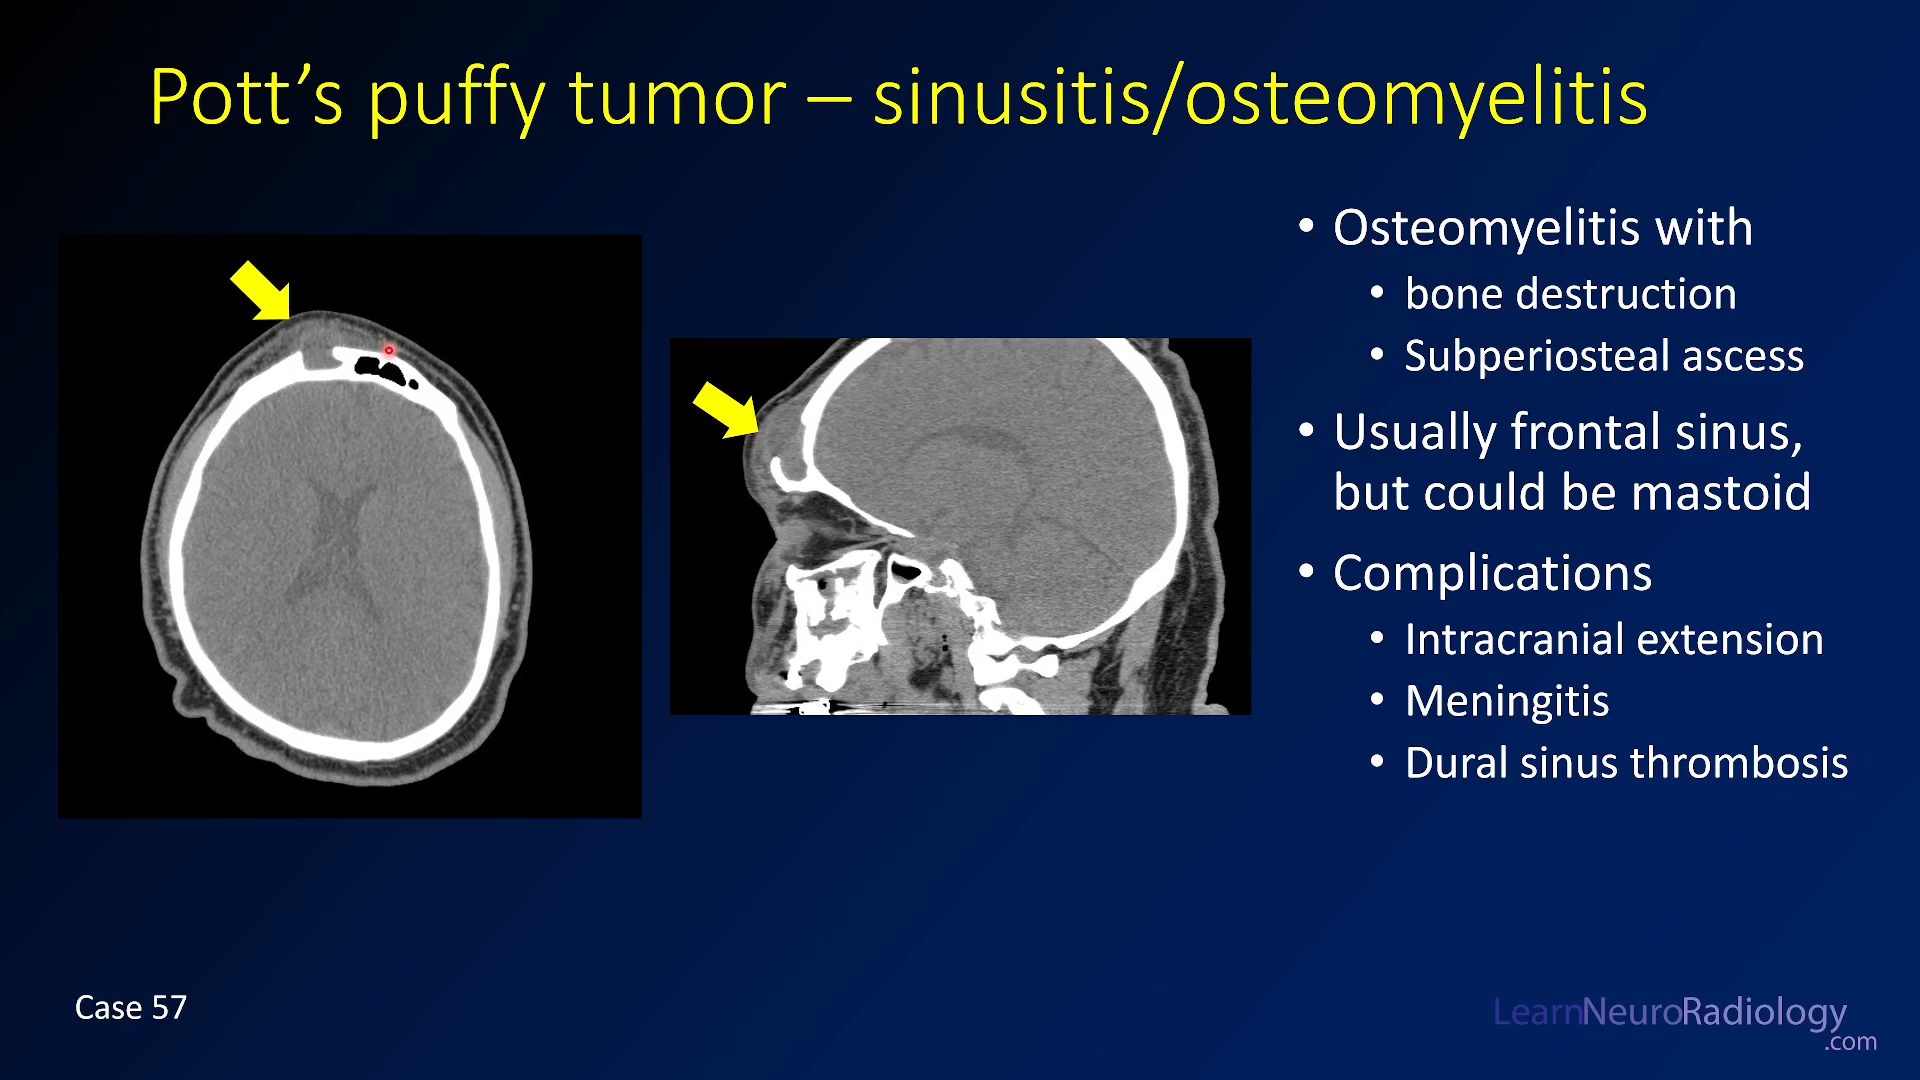 Pott’s puffy tumor – sinusitis/osteomyelitis
• Osteomyelitis with
• bone destruction
• Subperiosteal ascess
• Usually frontal sinus,
but could be mastoid
• Complications
• Intracranial extension
• Meningitis
• Dural sinus thrombosis
Case 57
LearnNeuroRadiology
.com